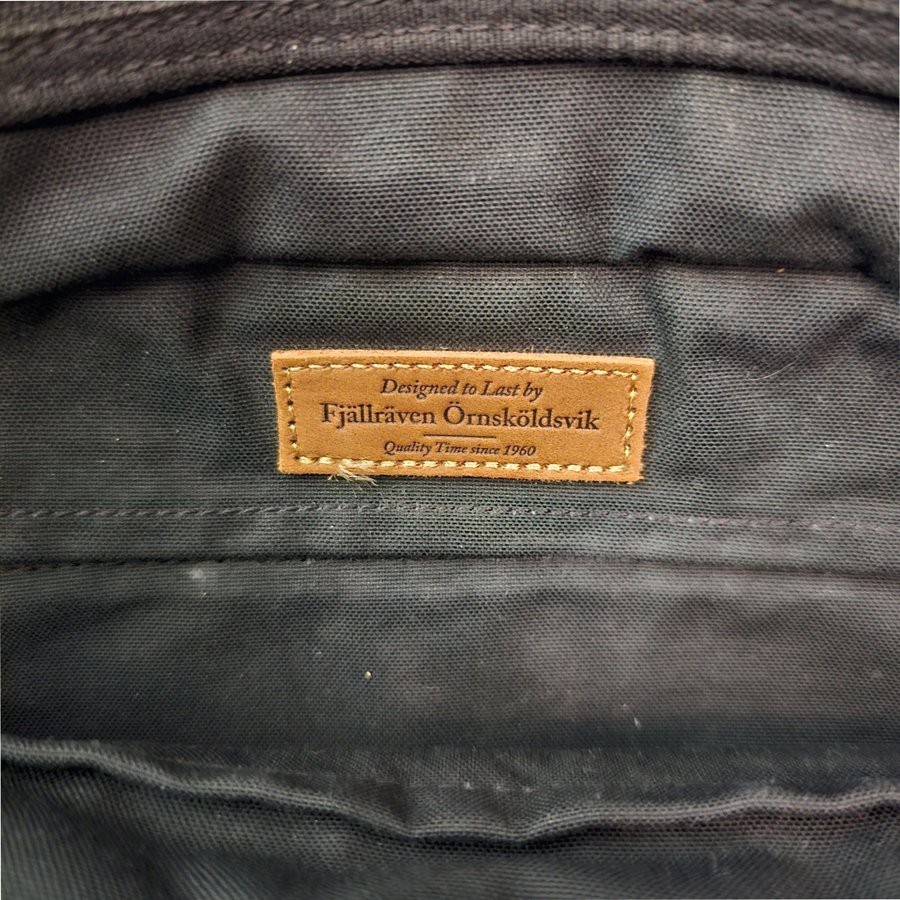 Designed to Last by
Fjällräven Örnsköldsvik
Quality Time since 1960